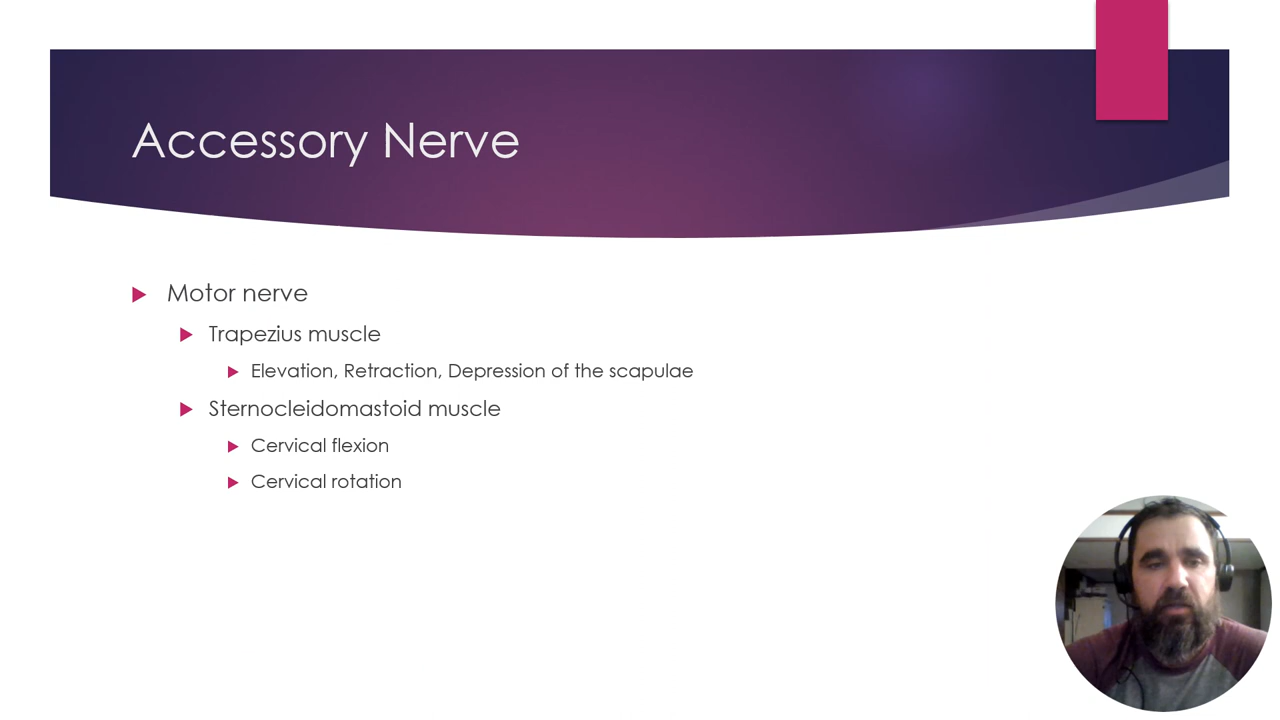 Accessory Nerve
Motor nerve
Trapezius muscle
Elevation, Retraction, Depression of the scapulae
Sternocleidomastoid muscle
Cervical flexion
Cervical rotation